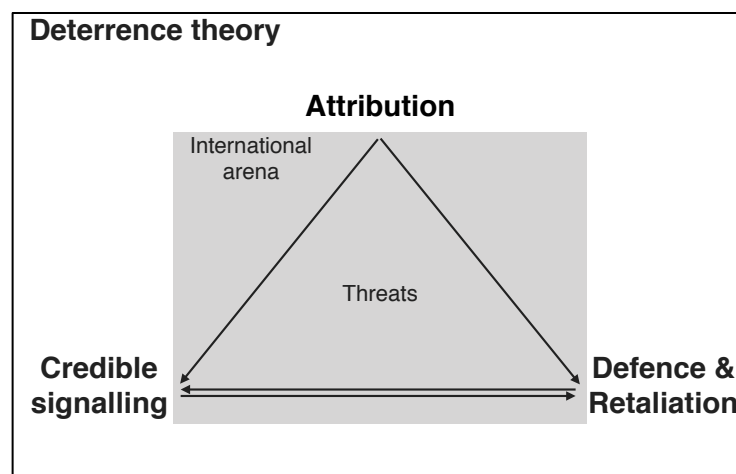 Deterrence theory
Attribution
International
arena
Threats
Credible
signalling
Defence &
Retaliation